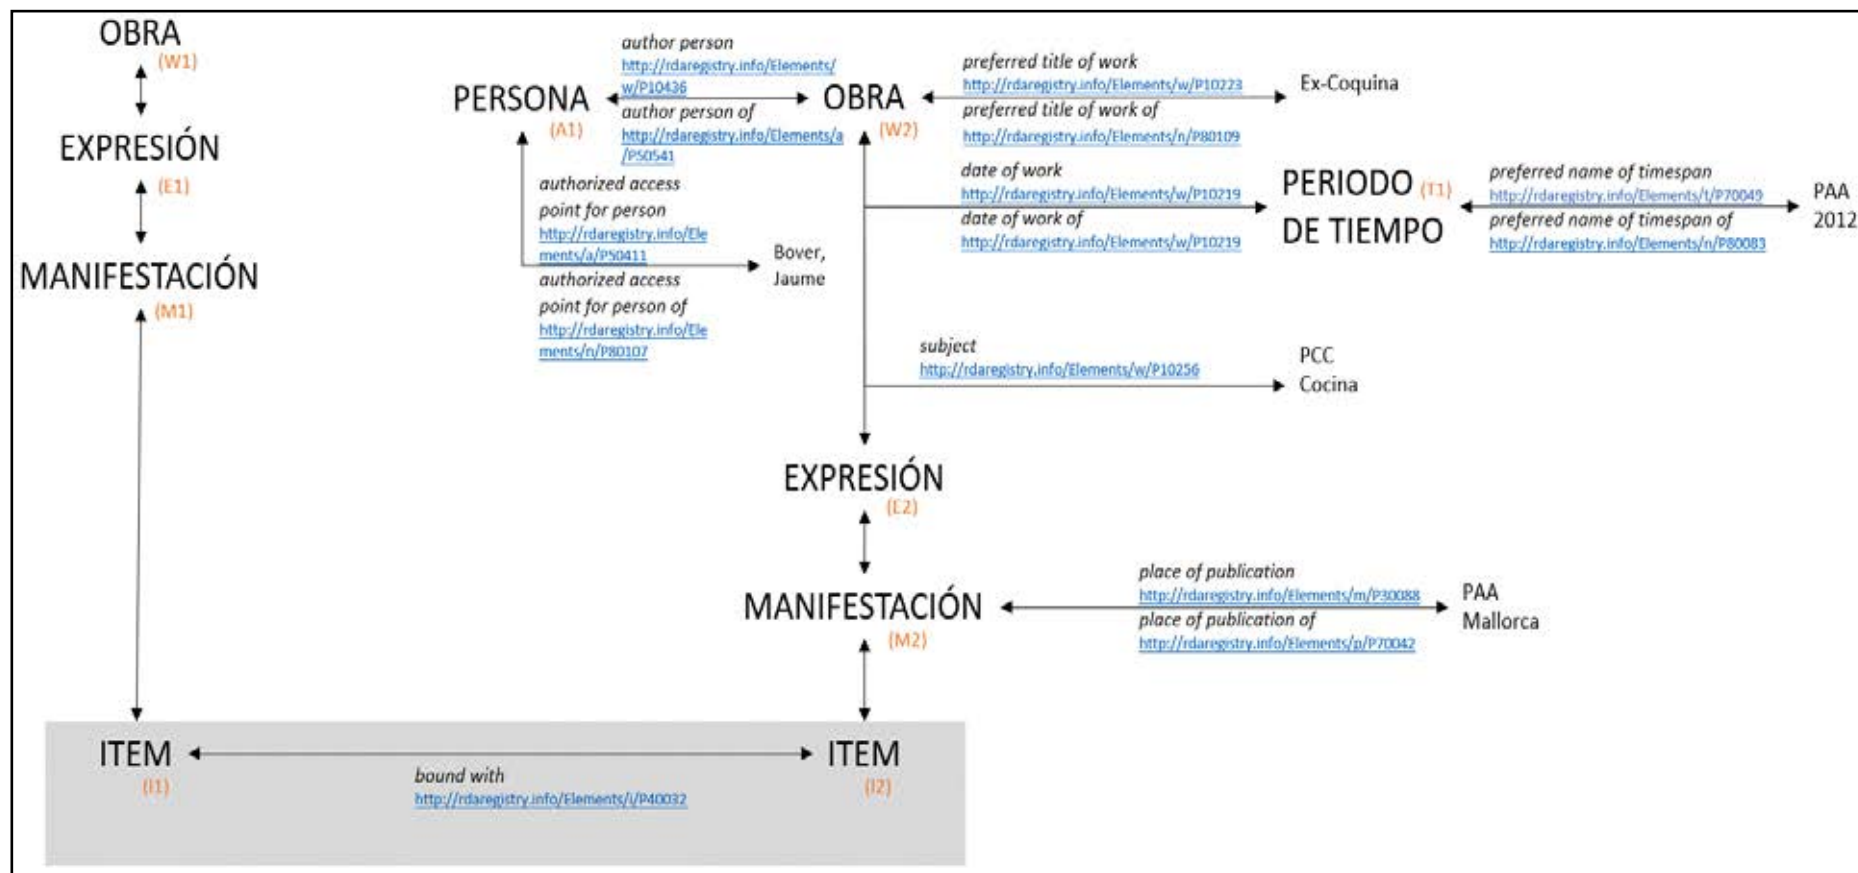 OBRA
(W1)
EXPRESIÓN
(E1)
MANIFESTACIÓN
(M1)
PERSONA
(A1)
author person
http://rdaregistry.info/Elements/
w/P10436
author person of
http://rdaregistry.info/Elements/a
/P50541
OBRA
(W2)
preferred title of work
http://rdaregistry.info/Elements/w/P10223
preferred title of work of
http://rdaregistry.info/Elements/n/P80109
Ex-Coquina
authorized access
point for person
http://rdaregistry.info/Ele
ments/a/P50411
authorized access
point for person of
http://rdaregistry.info/Ele
ments/n/P80107
Bover,
Jaume
date of work
http://rdaregistry.info/Elements/w/P10219
date of work of
http://rdaregistry.info/Elements/w/P10219
PERIODO (T1)
DE TIEMPO
preferred name of timespan
http://rdaregistry.info/Elements/t/P70049
preferred name of timespan of
http://rdaregistry.info/Elements/n/P80083
PAA
2012
subject
http://rdaregistry.info/Elements/w/P10256
PCC
Cocina
EXPRESIÓN
(E2)
MANIFESTACIÓN
(M2)
place of publication
http://rdaregistry.info/Elements/m/P30088
place of publication of
http://rdaregistry.info/Elements/p/P70042
PAA
Mallorca
ITEM
(I1)
bound with
http://rdaregistry.info/Elements/i/P40032
ITEM
(I2)